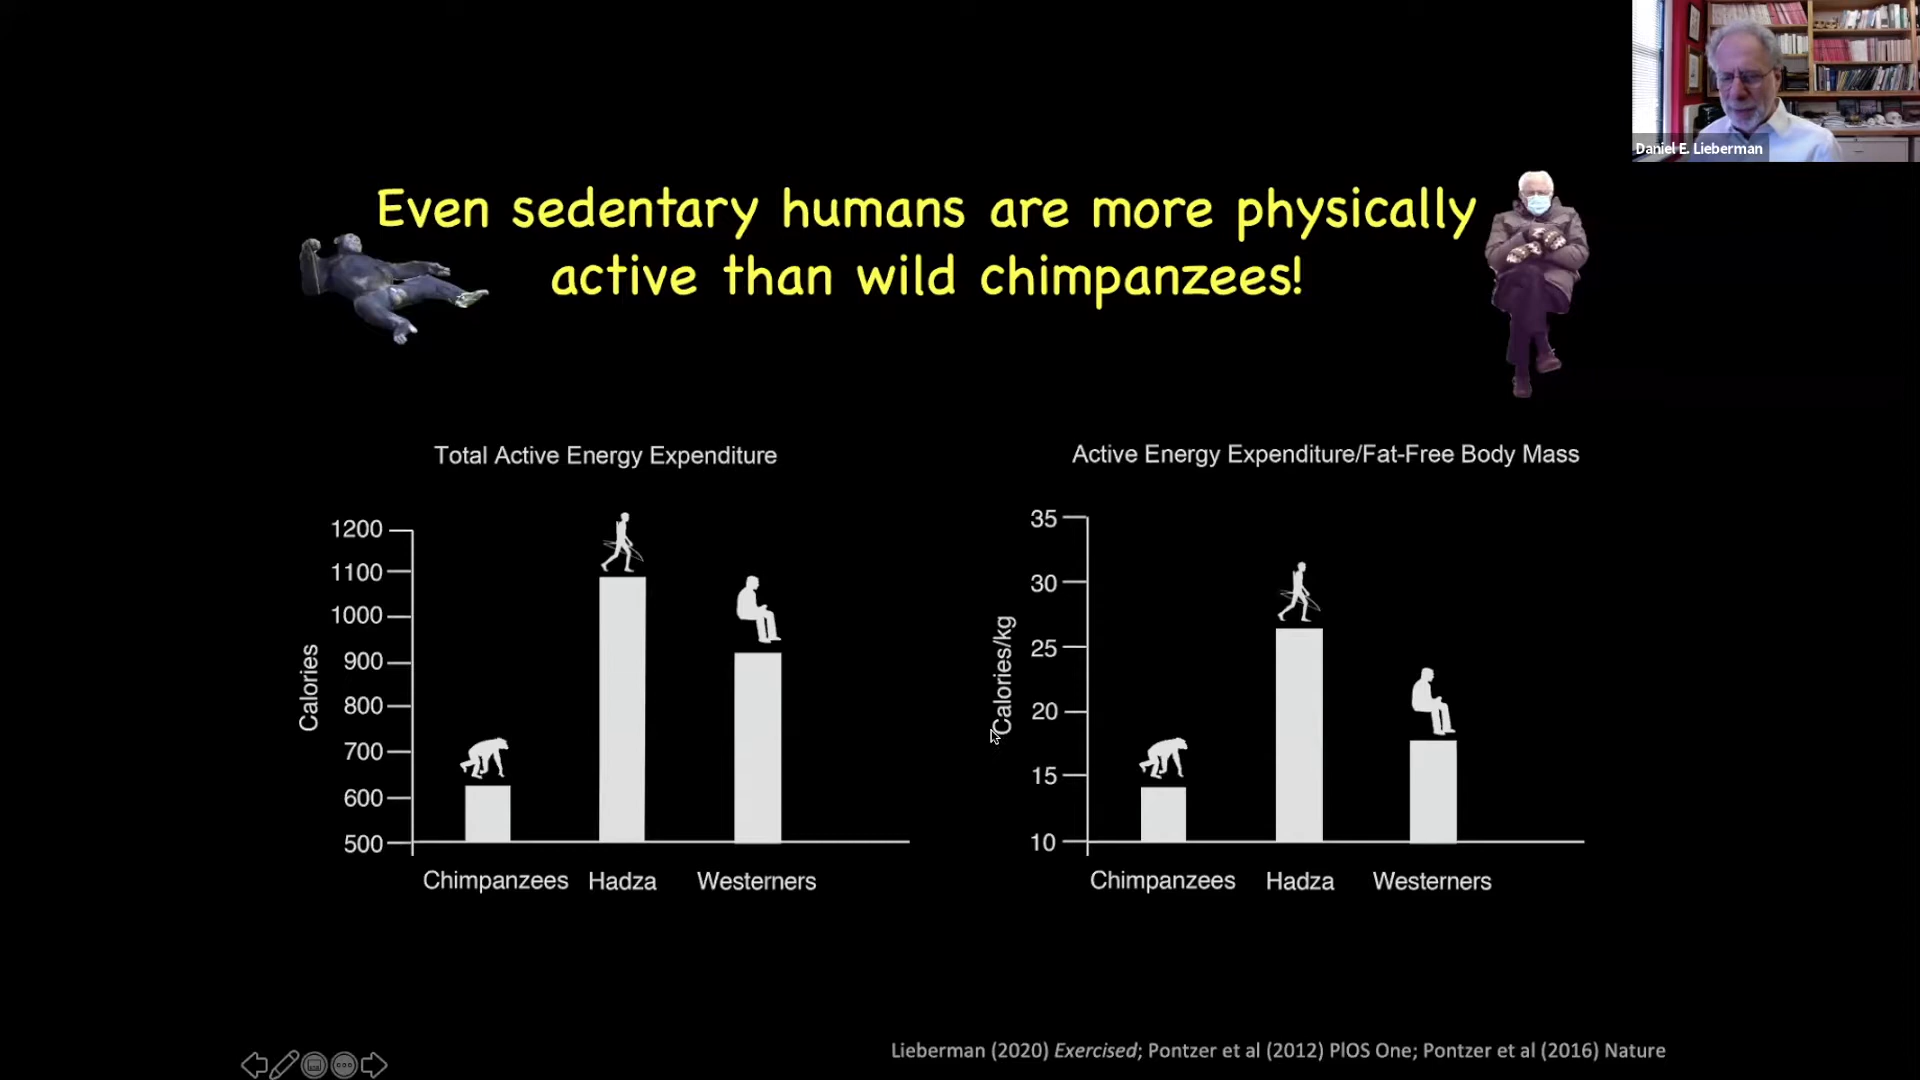 Daniel E. Lieberman
Even sedentary humans are more physically
active than wild chimpanzees!
Total Active Energy Expenditure
1200
1100
1000
900
800
700
600
500
Calories
Chimpanzees Hadza Westerners
Active Energy Expenditure/Fat-Free Body Mass
35
30
25
20
15
10
Calories/kg
Chimpanzees Hadza Westerners
Lieberman (2020) Exercised; Pontzer et al (2012) PlOS One; Pontzer et al (2016) Nature